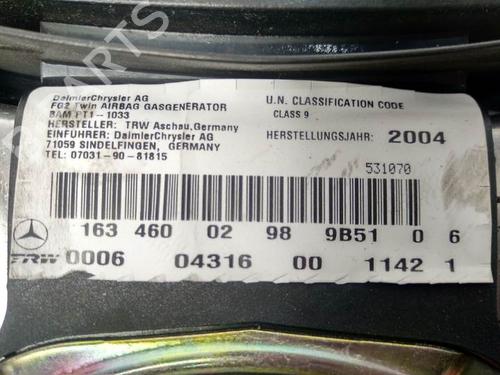 DaimlerChrysler AG
FG2 Twin AIRBAG GASGENERATOR
BAM PT1-1033
HERSTELLER: TRW Aschau,Germany
EINFÜHRER: DaimlerChrysler AG
71059 SINDELFINGEN, GERMANY
TEL: 07031-90-81815
U.N. CLASSIFICATION CODE
CLASS 9
HERSTELLUNGSJAHR: 2004
531070
163 460 02 98 9B51 0 6
TRW 0006 04316 00 1142 1